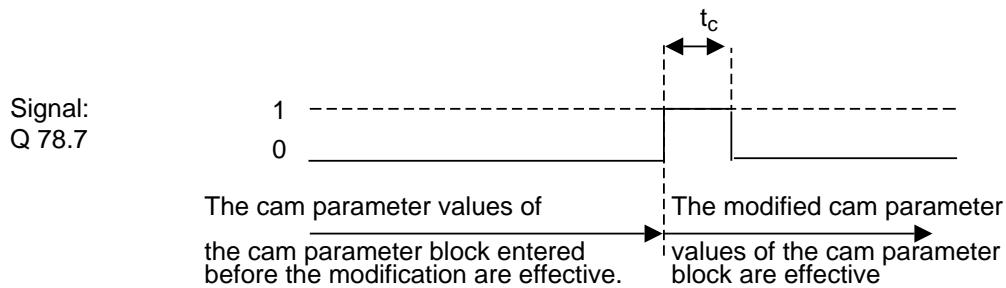 tC
Signal:
Q 78.7
1
0
The cam parameter values of
the cam parameter block entered
before the modification are effective.
The modified cam parameter
values of the cam parameter
block are effective